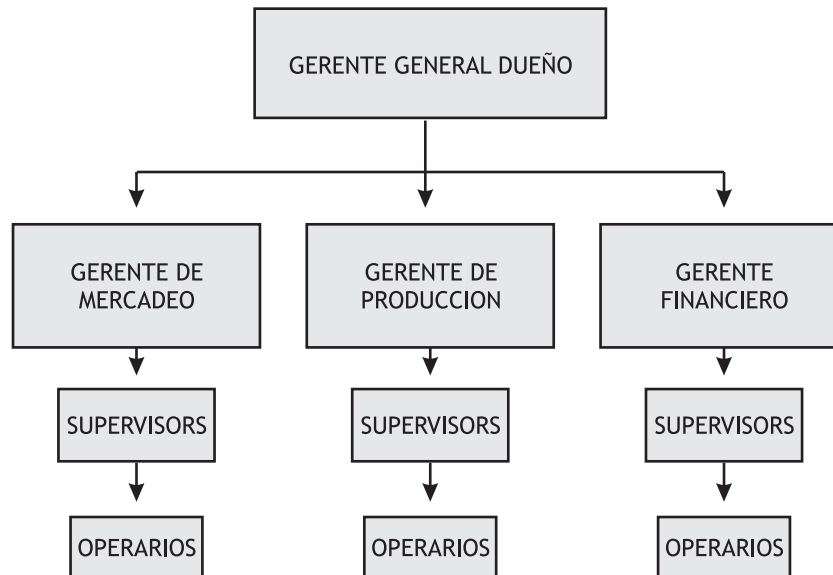 GERENTE GENERAL DUEÑO
GERENTE DE
MERCADEO
GERENTE DE
PRODUCCION
GERENTE
FINANCIERO
SUPERVISORS
SUPERVISORS
SUPERVISORS
OPERARIOS
OPERARIOS
OPERARIOS